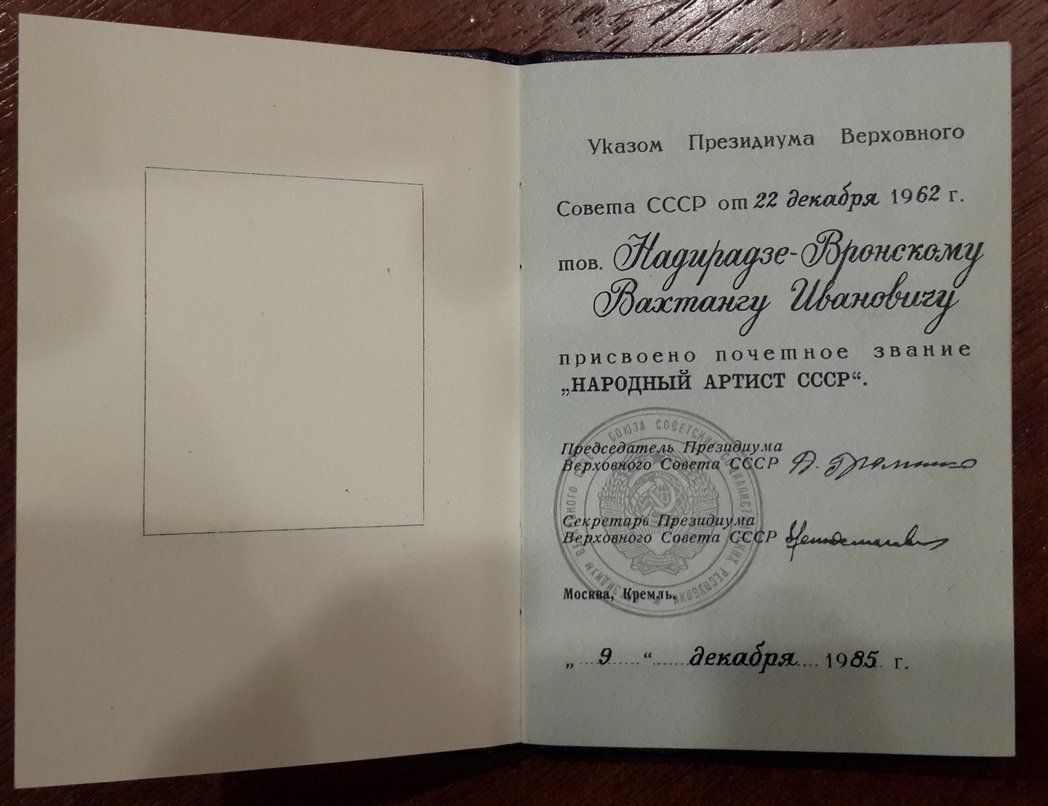 Указом Президиума Верховного
Совета СССР от 22 декабря 1962 г.
тов. Надирадзе-Вронскому
Вахтангу Ивановичу
присвоено почетное звание
„НАРОДНЫЙ АРТИСТ СССР“.
Председатель Президиума
Верховного Совета СССР А. Громыко
Секретарь Президиума
Верховного Совета СССР
Москва, Кремль.
„ 9 “ декабря 1985 г.